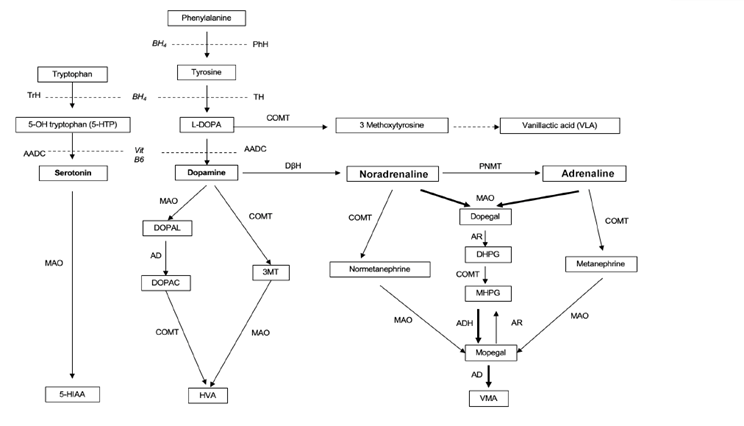 Phenylalanine
BH₄ PhH
Tryptophan
Tyrosine
TrH BH₄ TH
5-OH tryptophan (5-HTP)
L-DOPA
COMT
3 Methoxytyrosine
Vanillactic acid (VLA)
AADC
Vit
B6
AADC
Serotonin
Dopamine
DβH
Noradrenaline
PNMT
Adrenaline
MAO
COMT
DOPAL
AD
DOPAC
3MT
COMT
MAO
MAO
COMT
MAO
COMT
Dopegal
AR
DHPG
COMT
MHPG
Normetanephrine
Metanephrine
MAO
ADH
AR
MAO
Mopegal
AD
5-HIAA
HVA
VMA